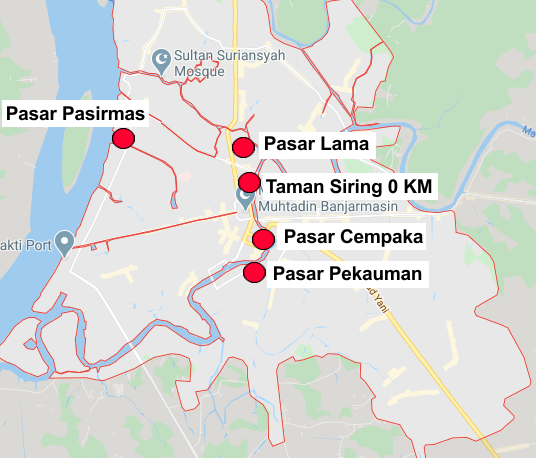 Sultan Suriansyah
Mosque
Pasar Pasirmas
Pasar Lama
Ma
Taman Siring 0 KM
Muhtadin Banjarmasin
Pasar Cempaka
akti Port
Pasar Pekauman
ad Yani